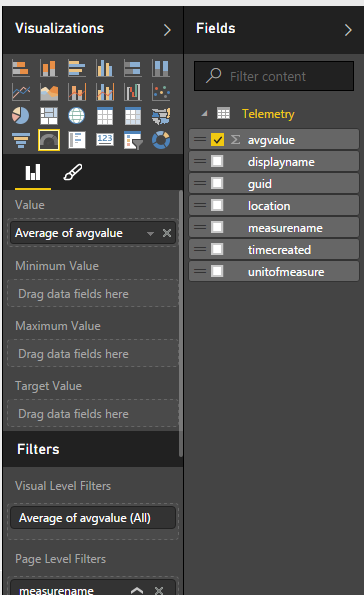 Visualizations
Value
Average of avgvalue
Minimum Value
Drag data fields here
Maximum Value
Drag data fields here
Target Value
Drag data fields here
Filters
Visual Level Filters
Average of avgvalue (All)
Page Level Filters
measurename
Fields
Filter content
Telemetry
avgvalue
displayname
guid
location
measurename
timecreated
unitofmeasure